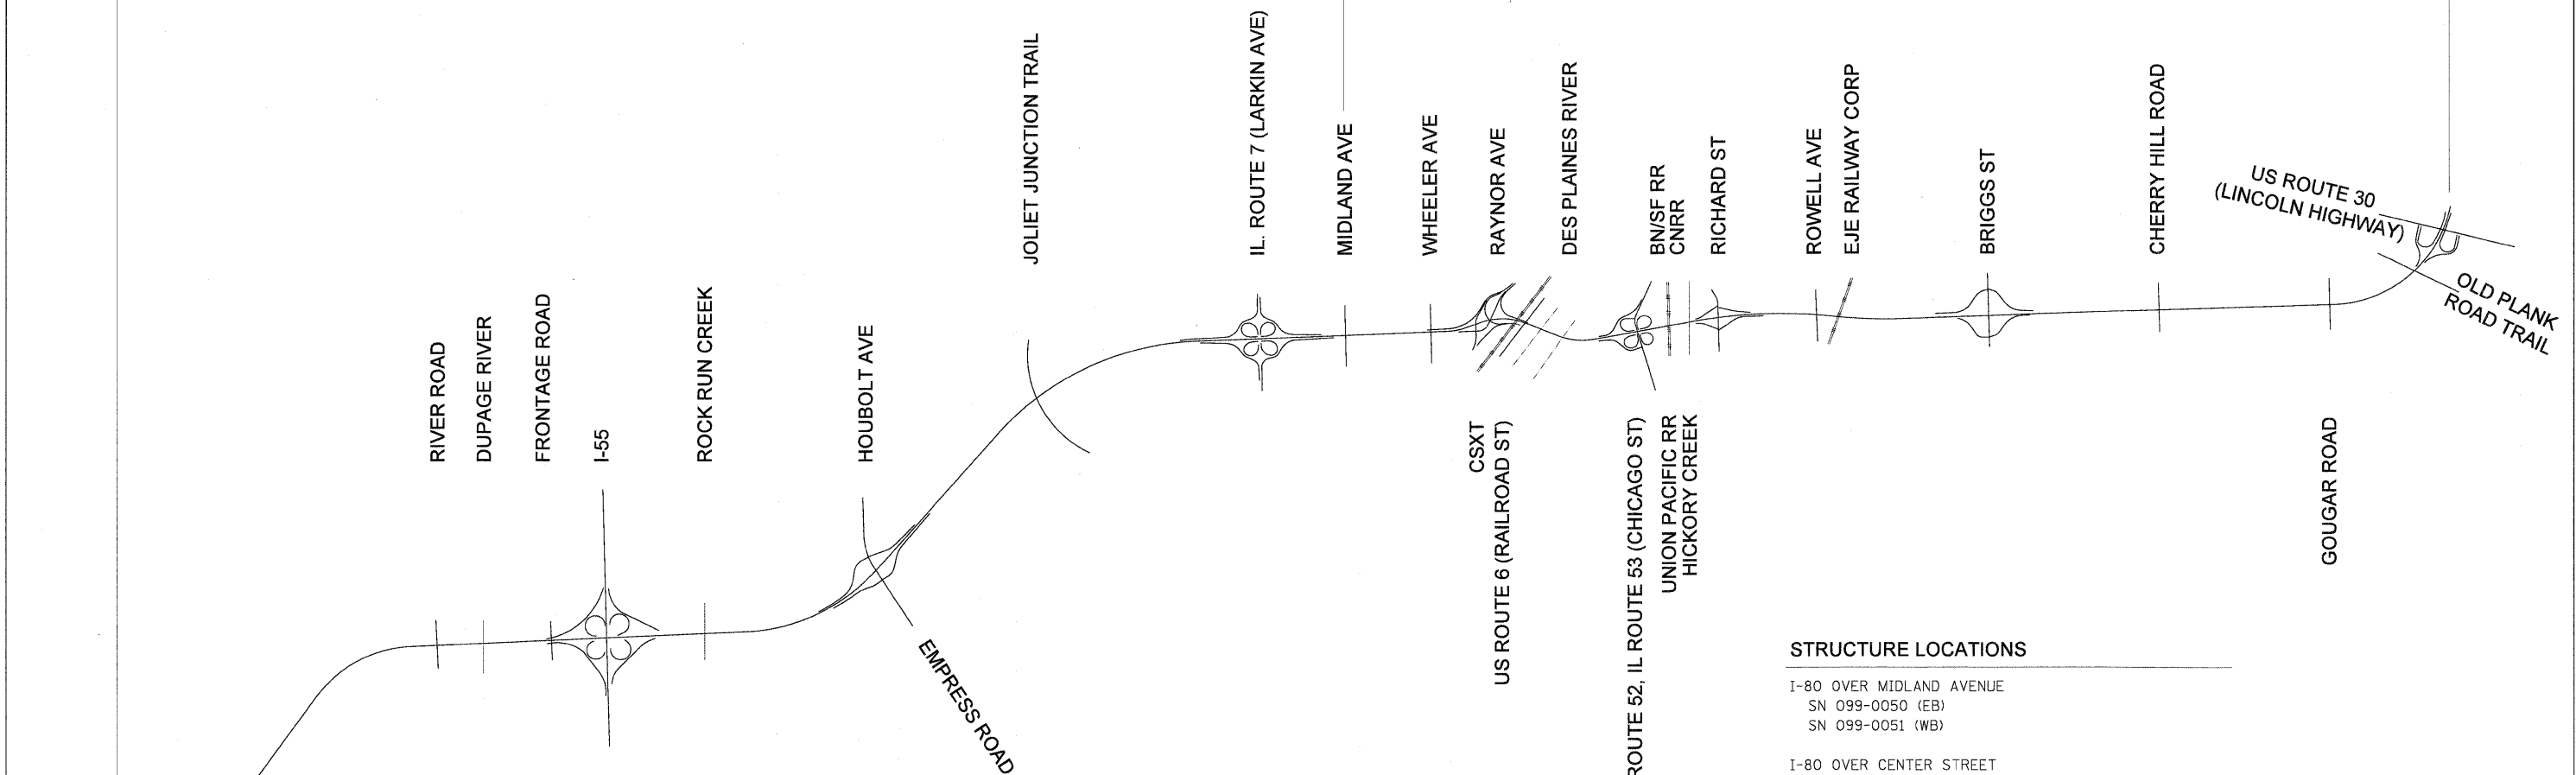 RIVER ROAD
DUPAGE RIVER
FRONTAGE ROAD
I-55
ROCK RUN CREEK
HOUBOLT AVE
EMPRESS ROAD
JOLIET JUNCTION TRAIL
IL. ROUTE 7 (LARKIN AVE)
MIDLAND AVE
WHEELER AVE
RAYNOR AVE
CSXT
US ROUTE 6 (RAILROAD ST)
DES PLAINES RIVER
ROUTE 52, IL ROUTE 53 (CHICAGO ST)
BN/SF RR
CNRR
UNION PACIFIC RR
HICKORY CREEK
RICHARD ST
ROWELL AVE
EJE RAILWAY CORP
BRIGGS ST
CHERRY HILL ROAD
GOUGAR ROAD
US ROUTE 30
(LINCOLN HIGHWAY)
OLD PLANK
ROAD TRAIL
STRUCTURE LOCATIONS
I-80 OVER MIDLAND AVENUE
SN 099-0050 (EB)
SN 099-0051 (WB)
I-80 OVER CENTER STREET